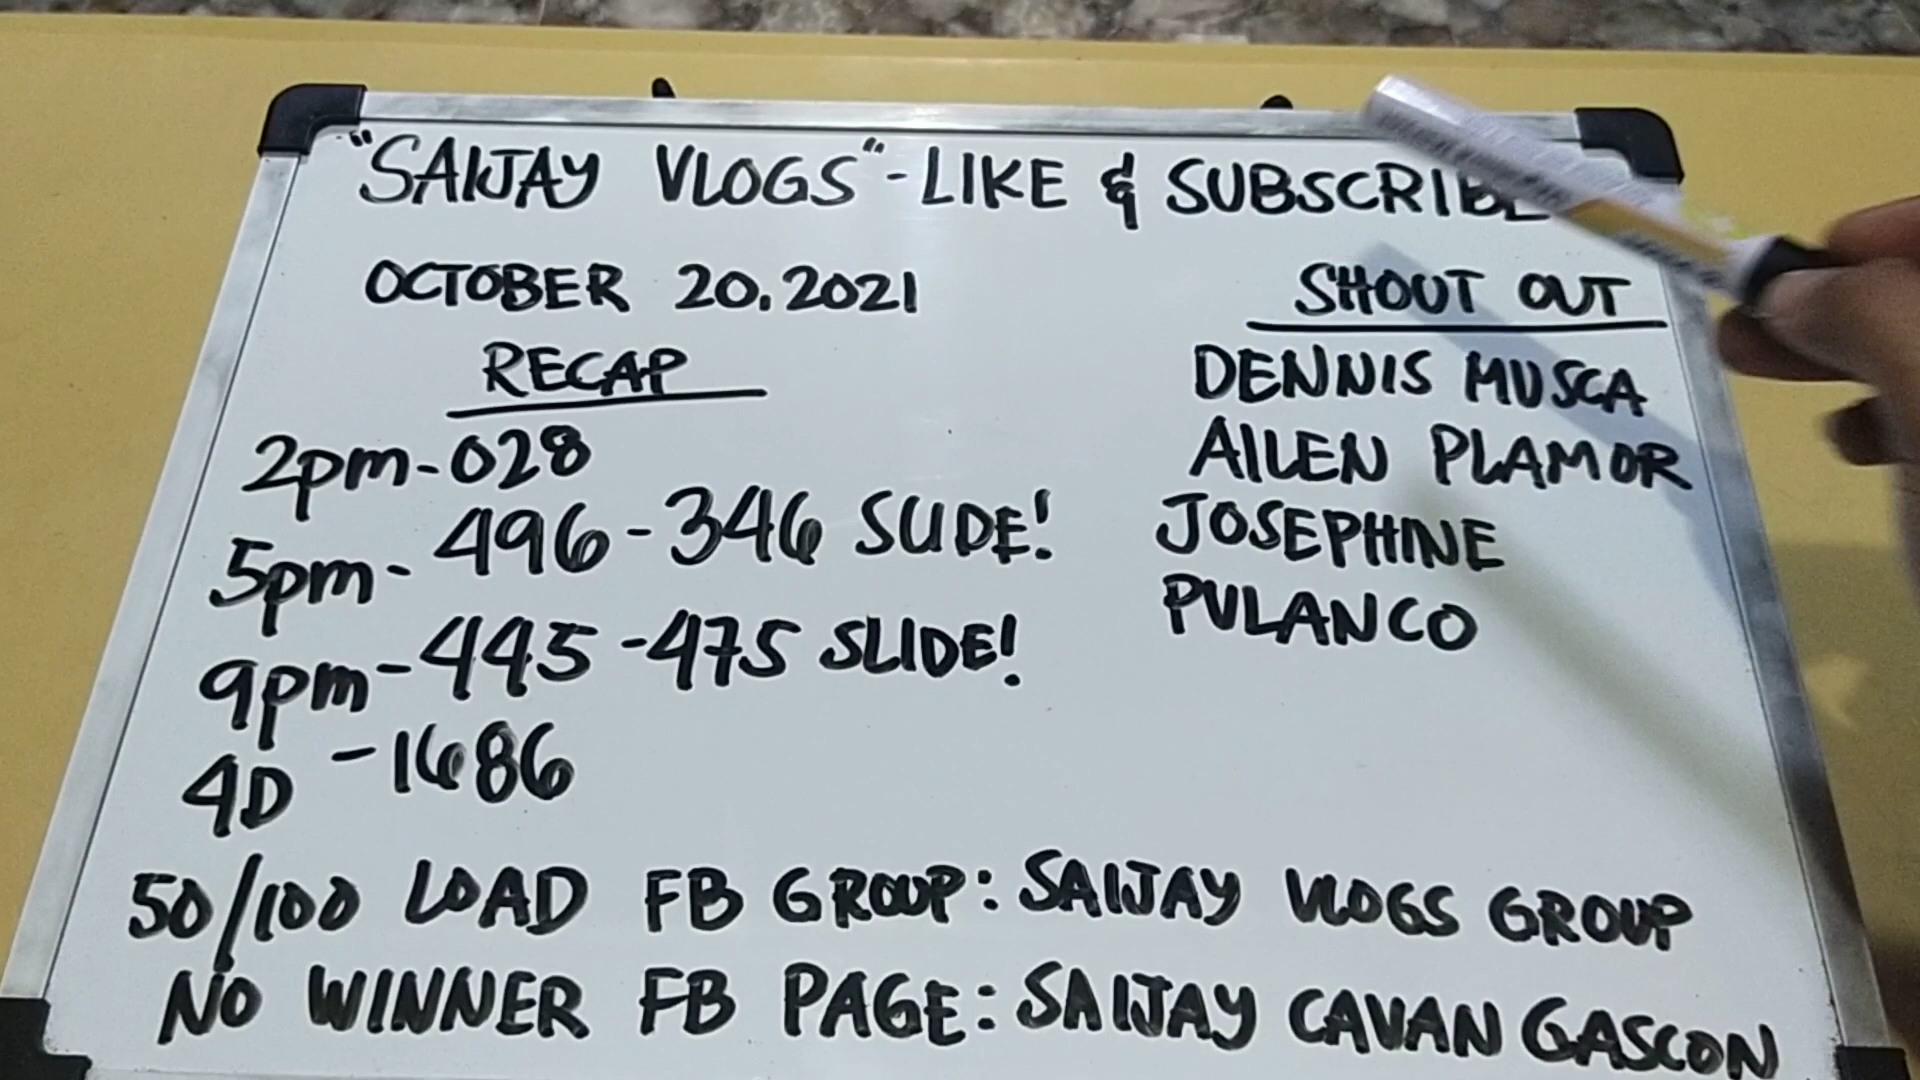 "SAIJAY VLOGS" - LIKE & SUBSCRIBE
OCTOBER 20, 2021
RECAP
2pm - 028
5pm - 496 - 346 SLIDE!
9pm - 445 - 475 SLIDE!
4D - 1686
SHOUT OUT
DENNIS MUSCA
AILEN PLAMOR
JOSEPHINE
PULANCO
50/100 LOAD FB GROUP: SAIJAY VLOGS GROUP
NO WINNER FB PAGE: SAIJAY CAVAN GASCON